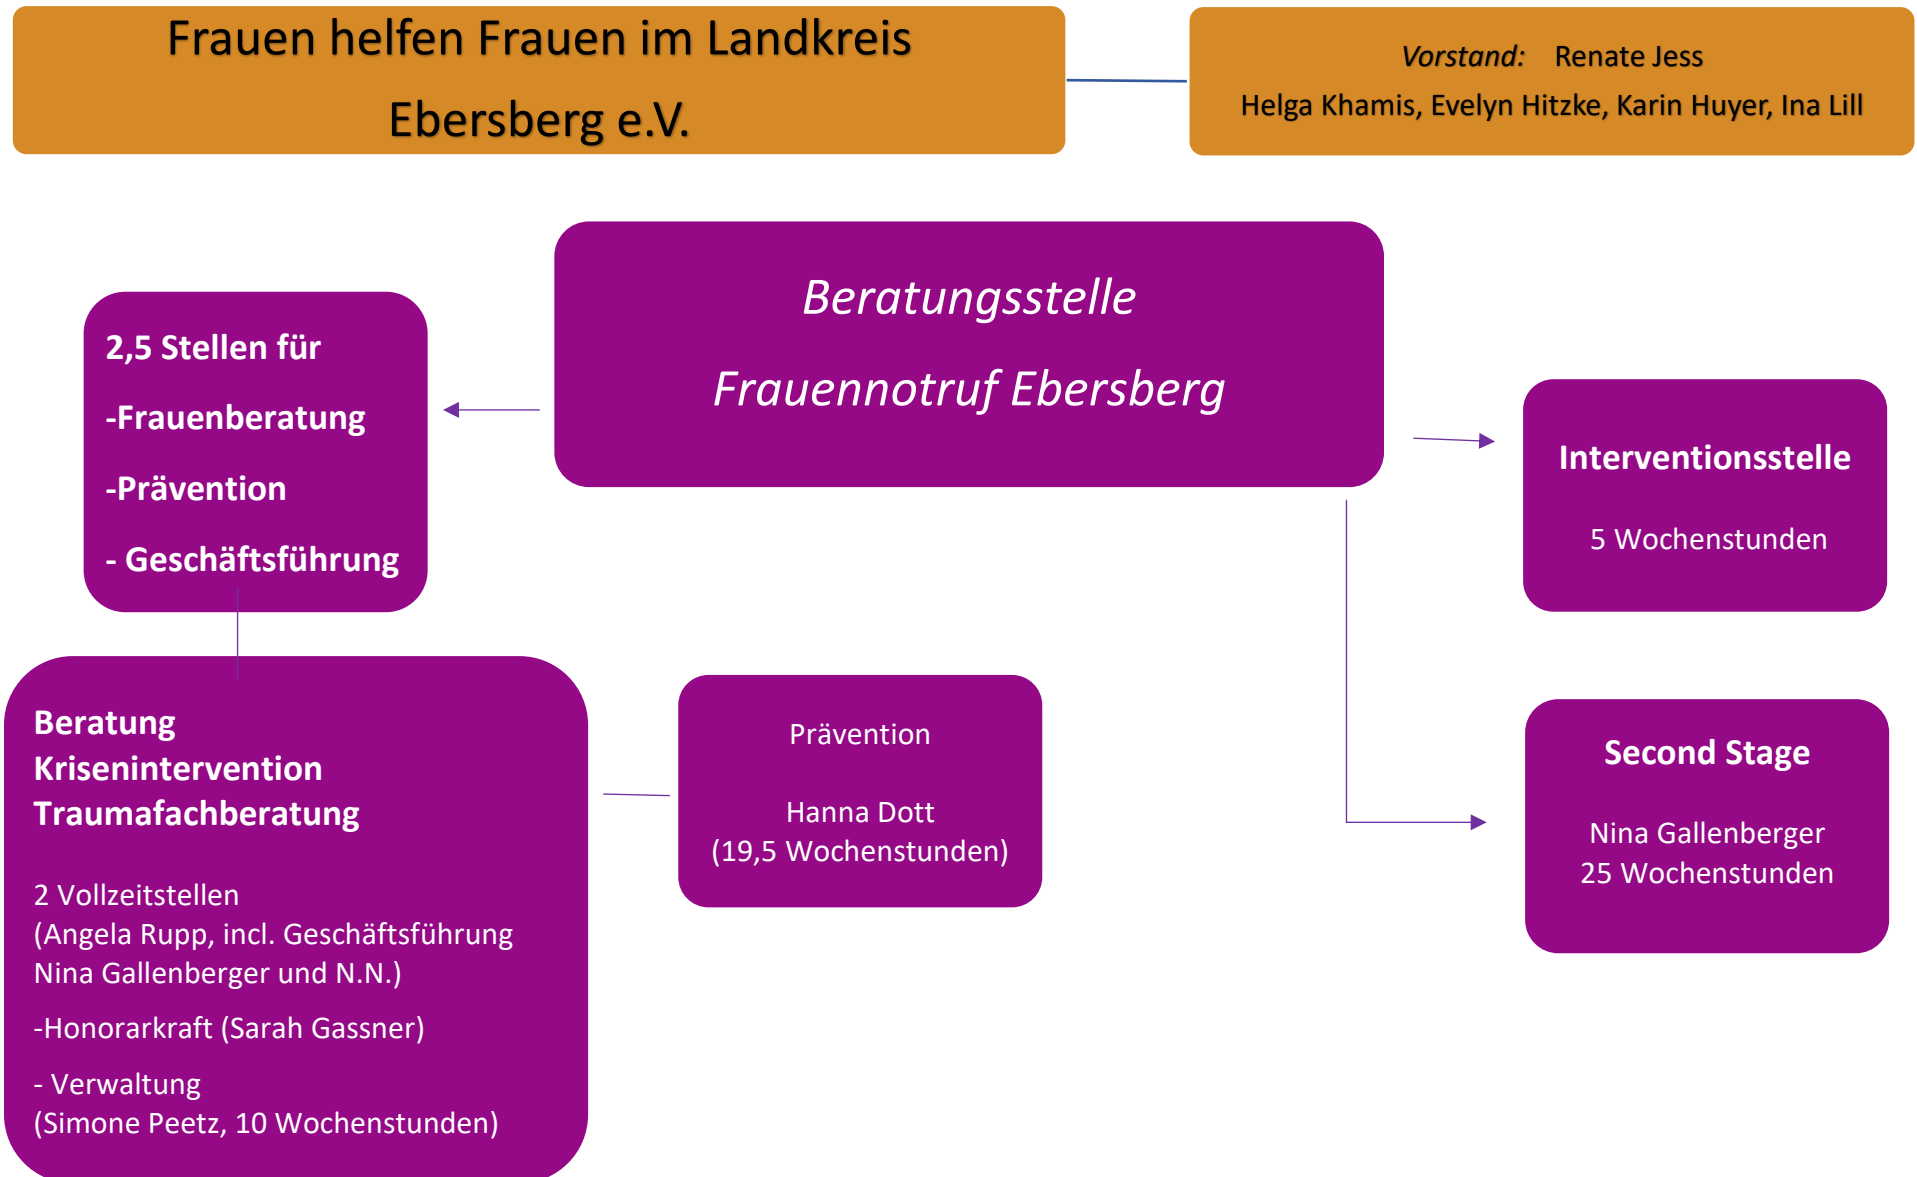 Frauen helfen Frauen im Landkreis
Ebersberg e.V.
Vorstand: Renate Jess
Helga Khamis, Evelyn Hitzke, Karin Huyer, Ina Lill
Beratungsstelle
Frauennotruf Ebersberg
2,5 Stellen für
-Frauenberatung
-Prävention
- Geschäftsführung
Interventionsstelle
5 Wochenstunden
Beratung
Krisenintervention
Traumafachberatung
2 Vollzeitstellen
(Angela Rupp, incl. Geschäftsführung
Nina Gallenberger und N.N.)
-Honorarkraft (Sarah Gassner)
- Verwaltung
(Simone Peetz, 10 Wochenstunden)
Prävention
Hanna Dott
(19,5 Wochenstunden)
Second Stage
Nina Gallenberger
25 Wochenstunden